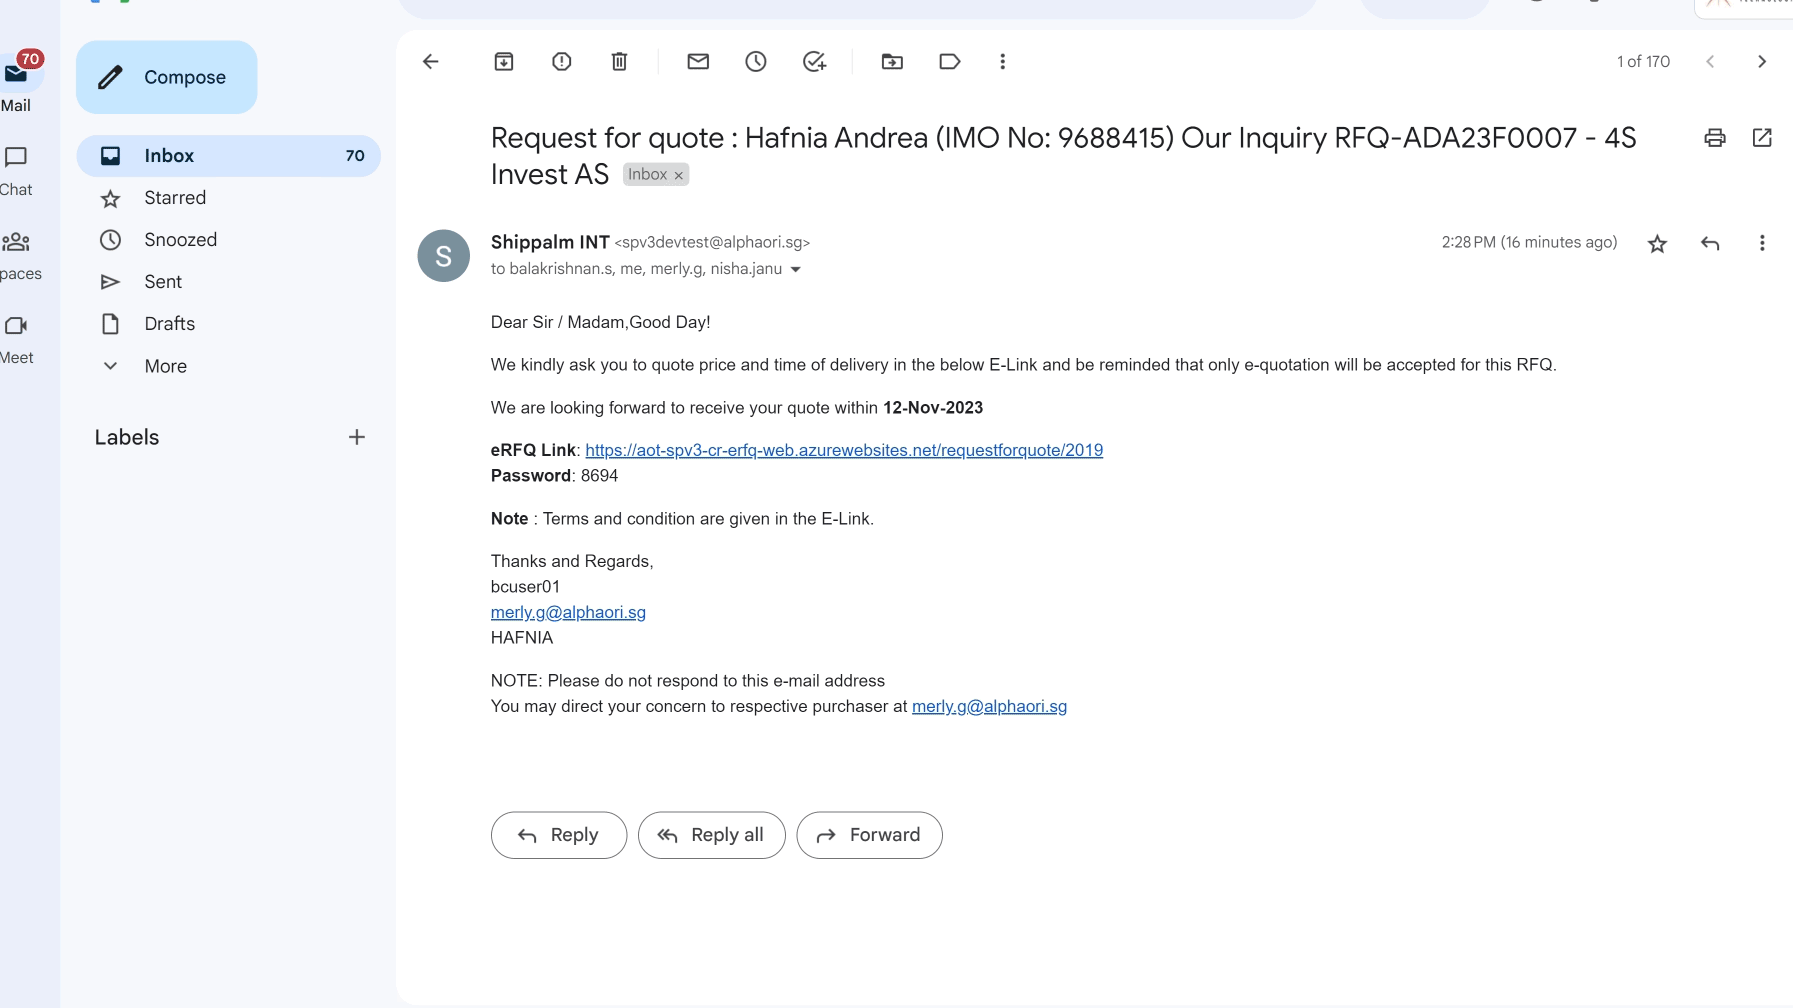 70
Mail
Chat
paces
Meet
Compose
Inbox 70
Starred
Snoozed
Sent
Drafts
More
Labels
1 of 170
Request for quote : Hafnia Andrea (IMO No: 9688415) Our Inquiry RFQ-ADA23F0007 - 4S
Invest AS Inbox ×
S
Shippalm INT <spv3devtest@alphaori.sg>
2:28 PM (16 minutes ago)
to balakrishnan.s, me, merly.g, nisha.janu
Dear Sir / Madam,Good Day!
We kindly ask you to quote price and time of delivery in the below E-Link and be reminded that only e-quotation will be accepted for this RFQ.
We are looking forward to receive your quote within 12-Nov-2023
eRFQ Link: https://aot-spv3-cr-erfq-web.azurewebsites.net/requestforquote/2019
Password: 8694
Note : Terms and condition are given in the E-Link.
Thanks and Regards,
bcuser01
merly.g@alphaori.sg
HAFNIA
NOTE: Please do not respond to this e-mail address
You may direct your concern to respective purchaser at merly.g@alphaori.sg
Reply
Reply all
Forward